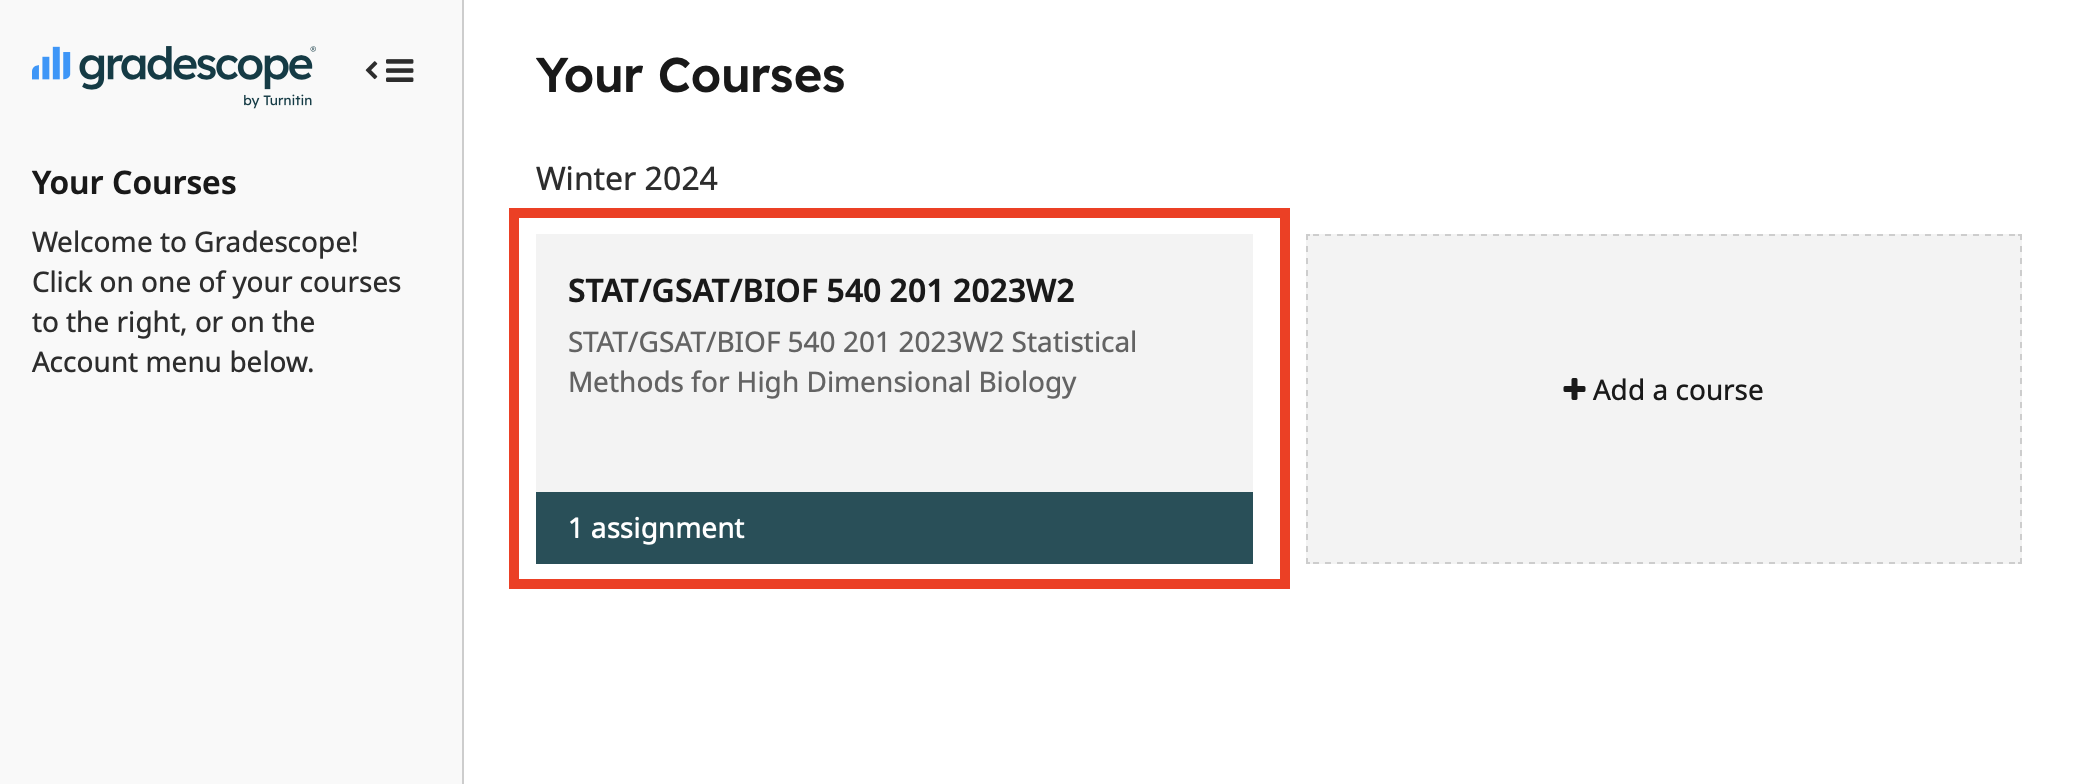 gradescope®
by Turnitin
Your Courses
Welcome to Gradescope!
Click on one of your courses
to the right, or on the
Account menu below.
Your Courses
Winter 2024
STAT/GSAT/BIOF 540 201 2023W2
STAT/GSAT/BIOF 540 201 2023W2 Statistical
Methods for High Dimensional Biology
1 assignment
Add a course